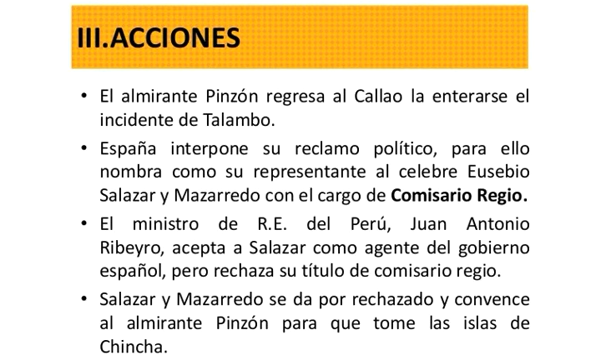 III.ACCIONES
• El almirante Pinzón regresa al Callao la enterarse el
incidente de Talambo.
• España interpone su reclamo político, para ello
nombra como su representante al celebre Eusebio
Salazar y Mazarredo con el cargo de Comisario Regio.
• El ministro de R.E. del Perú, Juan Antonio
Ribeyro, acepta a Salazar como agente del gobierno
español, pero rechaza su título de comisario regio.
• Salazar y Mazarredo se da por rechazado y convence
al almirante Pinzón para que tome las islas de
Chincha.